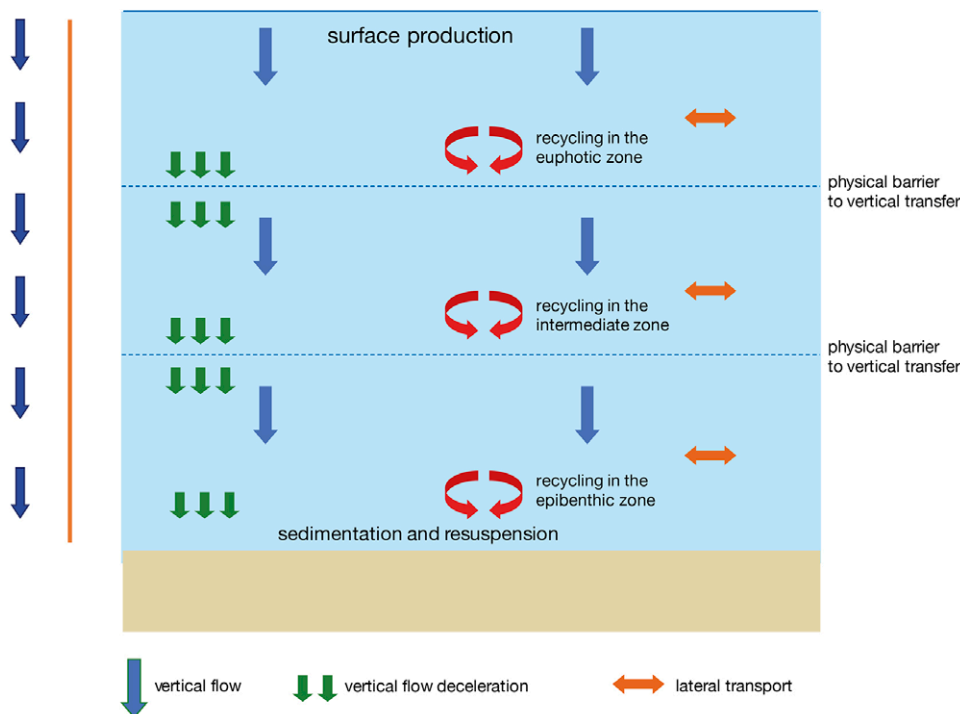 surface production
recycling in the
euphotic zone
physical barrier
to vertical transfer
recycling in the
intermediate zone
physical barrier
to vertical transfer
recycling in the
epibenthic zone
sedimentation and resuspension
vertical flow
vertical flow deceleration
lateral transport